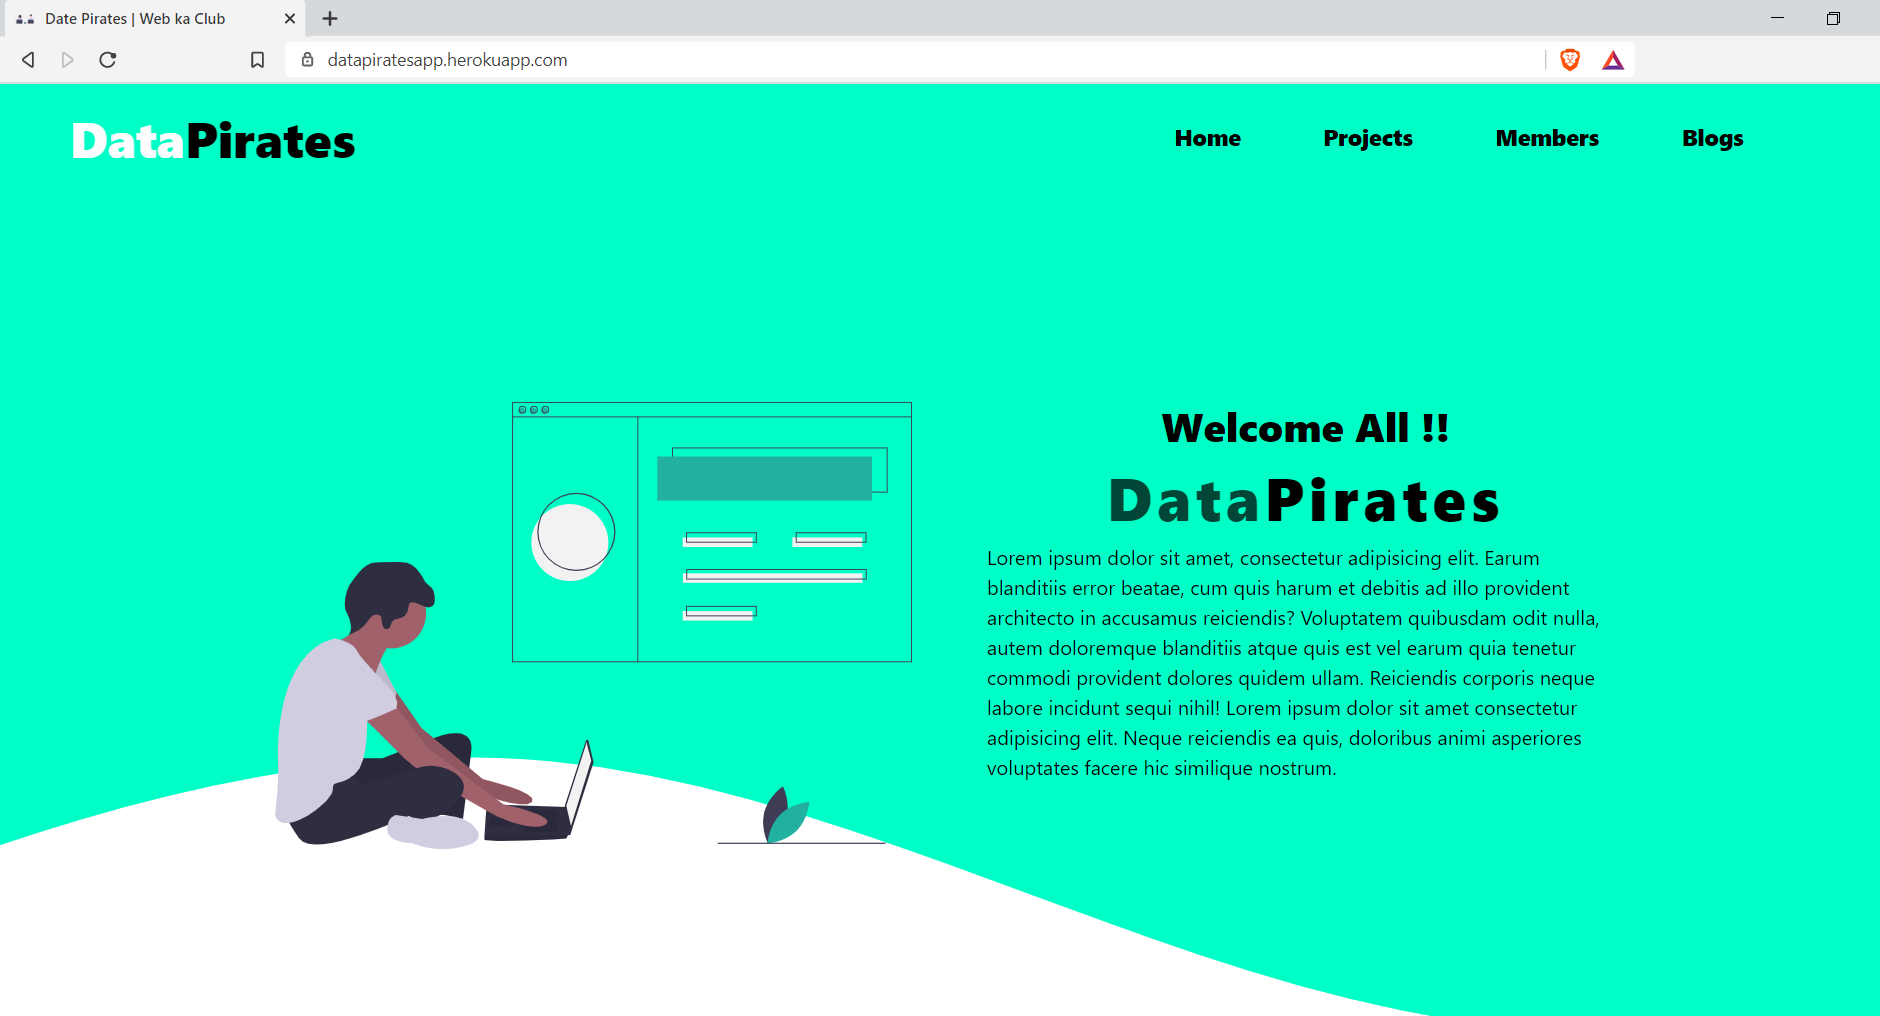 Date Pirates | Web ka Club
datapiratesapp.herokuapp.com
DataPirates
Home Projects Members Blogs
Welcome All !!
DataPirates
Lorem ipsum dolor sit amet, consectetur adipisicing elit. Earum
blanditiis error beatae, cum quis harum et debitis ad illo provident
architecto in accusamus reiciendis? Voluptatem quibusdam odit nulla,
autem doloremque blanditiis atque quis est vel earum quia tenetur
commodi provident dolores quidem ullam. Reiciendis corporis neque
labore incidunt sequi nihil! Lorem ipsum dolor sit amet consectetur
adipisicing elit. Neque reiciendis ea quis, doloribus animi asperiores
voluptates facere hic similique nostrum.